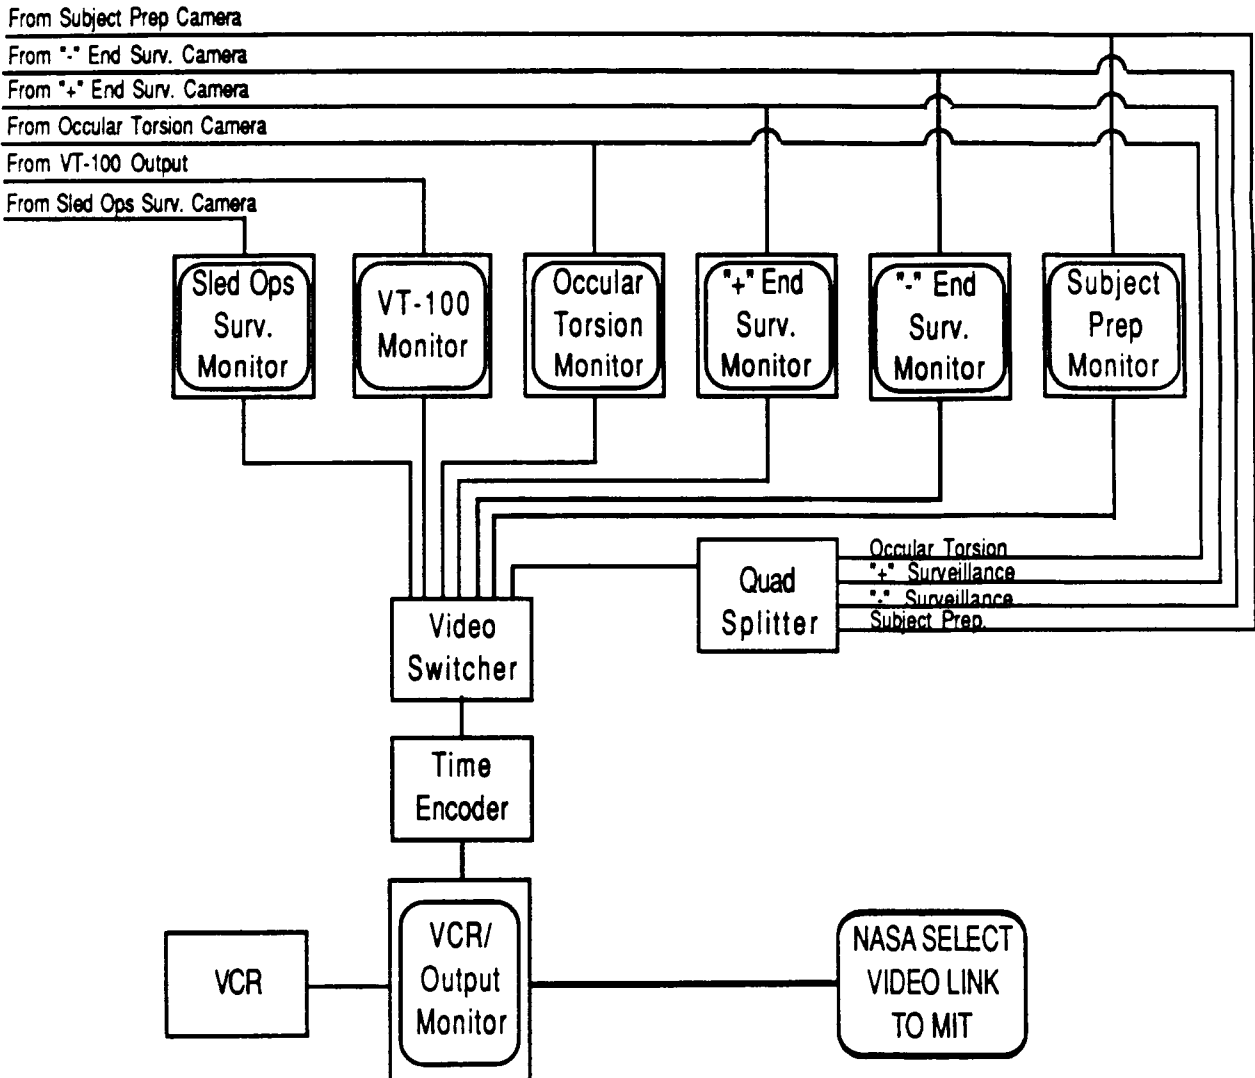 From Subject Prep Camera
From "-" End Surv. Camera
From "+" End Surv. Camera
From Occular Torsion Camera
From VT-100 Output
From Sled Ops Surv. Camera
Sled Ops
Surv.
Monitor
VT-100
Monitor
Occular
Torsion
Monitor
"+" End
Surv.
Monitor
"-" End
Surv.
Monitor
Subject
Prep
Monitor
Quad
Splitter
Occular Torsion
"+" Surveillance
"-" Surveillance
Subject Prep.
Video
Switcher
Time
Encoder
VCR/
Output
Monitor
VCR
NASA SELECT
VIDEO LINK
TO MIT